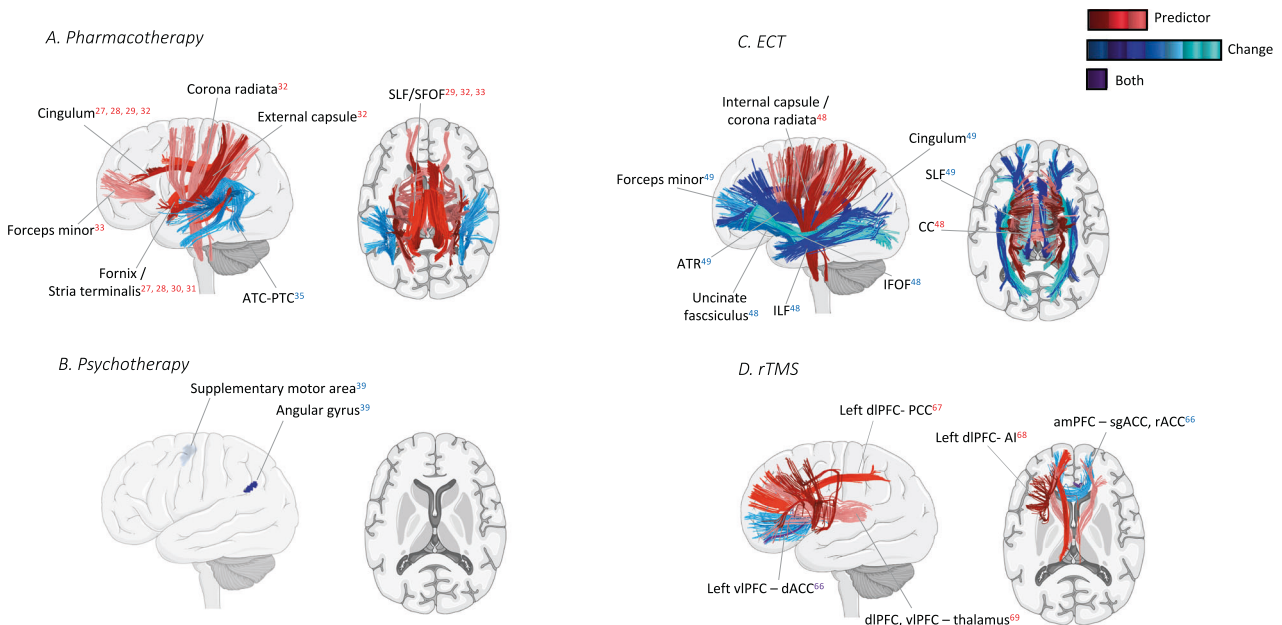 A. Pharmacotherapy
Corona radiata32
Cingulum27, 28, 29, 32
External capsule32
SLF/SFOF29, 32, 33
Forceps minor33
Fornix /
Stria terminalis27, 28, 30, 31
ATC-PTC35
B. Psychotherapy
Supplementary motor area39
Angular gyrus39
C. ECT
Predictor
Change
Both
Internal capsule /
corona radiata48
Cingulum49
Forceps minor49
SLF49
CC48
ATR49
IFOF48
Uncinate
fascsiculus48
ILF48
D. rTMS
Left dlPFC- PCC67
amPFC – sgACC, rACC66
Left dlPFC- AI68
Left vlPFC – dACC66
dlPFC, vlPFC – thalamus69